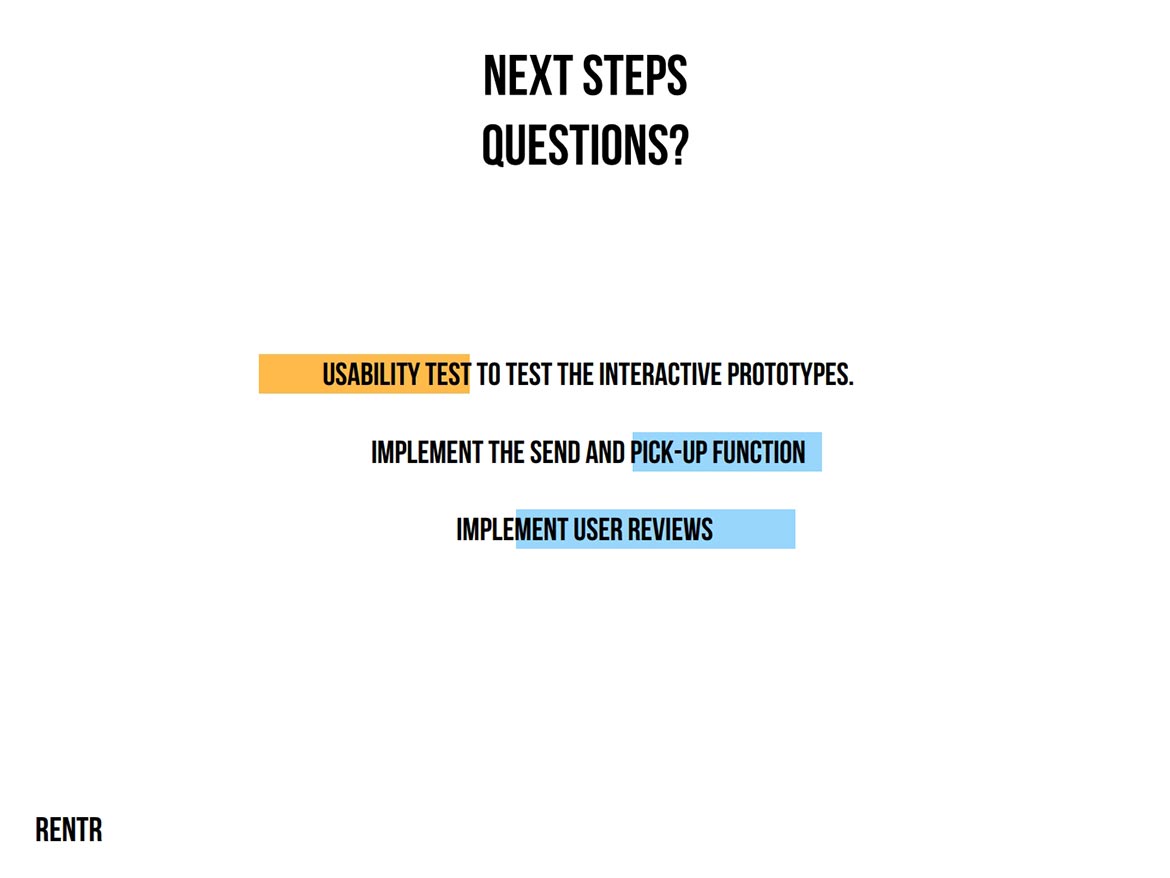 NEXT STEPS
QUESTIONS?
USABILITY TEST TO TEST THE INTERACTIVE PROTOTYPES.
IMPLEMENT THE SEND AND PICK-UP FUNCTION
IMPLEMENT USER REVIEWS
RENTR